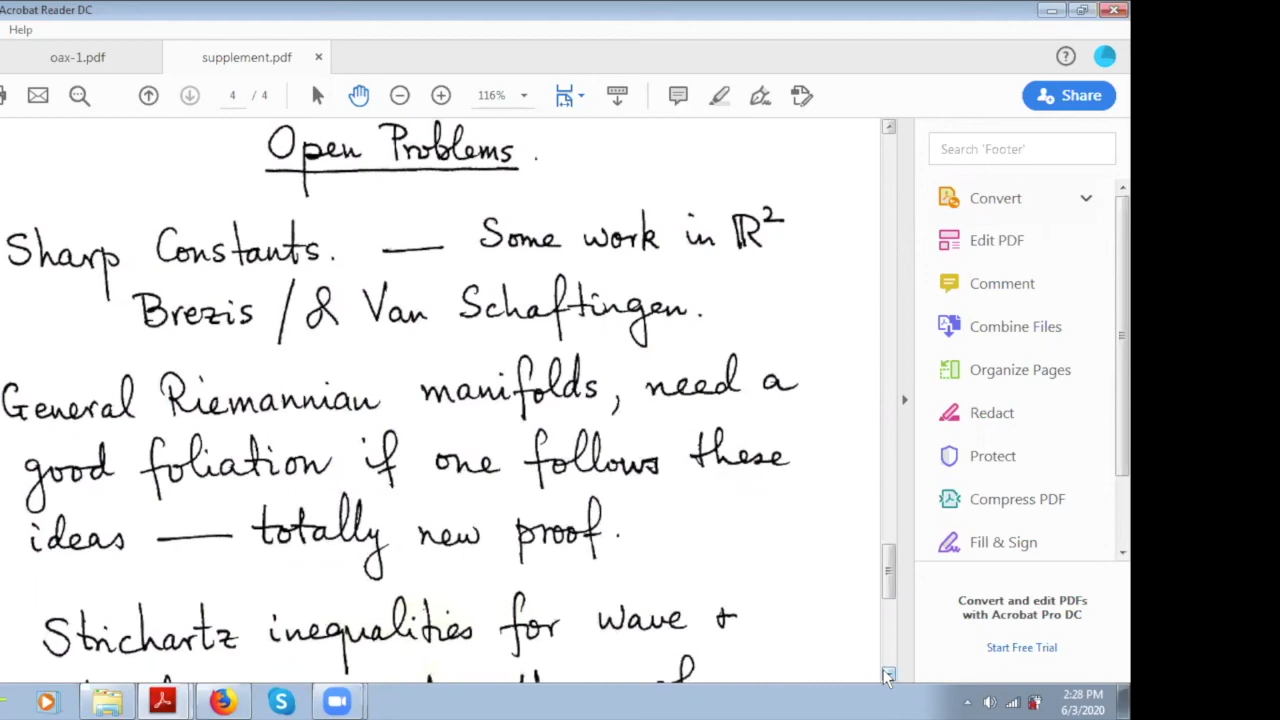 Acrobat Reader DC
Help
oax-1.pdf
supplement.pdf
4 / 4
116%
Share
Open Problems.
Sharp Constants. — Some work in ℝ²
Brezis / & Van Schaftingen.
General Riemannian manifolds, need a
good foliation if one follows these
ideas — totally new proof.
Strichartz inequalities for wave +
Search 'Footer'
Convert
Edit PDF
Comment
Combine Files
Organize Pages
Redact
Protect
Compress PDF
Fill & Sign
Convert and edit PDFs
with Acrobat Pro DC
Start Free Trial
2:28 PM
6/3/2020